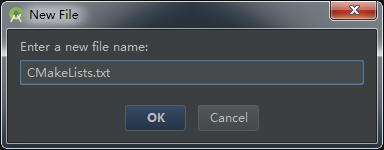 New File
Enter a new file name:
CMakeLists.txt
OK
Cancel